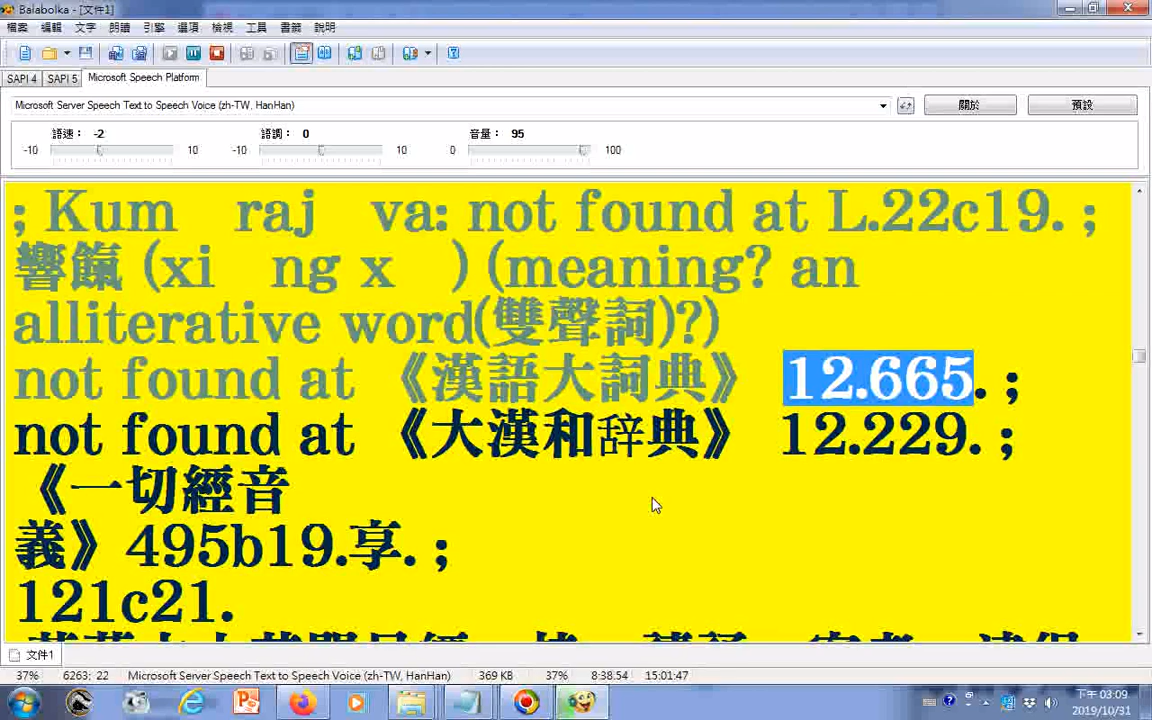 Balabolka - [文件1]
檔案 編輯 文字 朗讀 引擎 選項 檢視 工具 書籤 說明
SAPI 4 SAPI 5 Microsoft Speech Platform
Microsoft Server Speech Text to Speech Voice (zh-TW, HanHan) 關於 預設
語速： -2 語調： 0 音量： 95
-10 10 -10 10 0 100
; Kum raj va: not found at L.22c19. ;
響餼 (xi ng x ) (meaning? an
alliterative word(雙聲詞)?)
not found at 《漢語大詞典》 12.665. ;
not found at 《大漢和辞典》 12.229. ;
《一切經音
義》495b19.享. ;
121c21.
文件1
37% 6263: 22 Microsoft Server Speech Text to Speech Voice (zh-TW, HanHan) 369 KB 37% 8:38.54 15:01:47
下午 03:09
2019/10/31